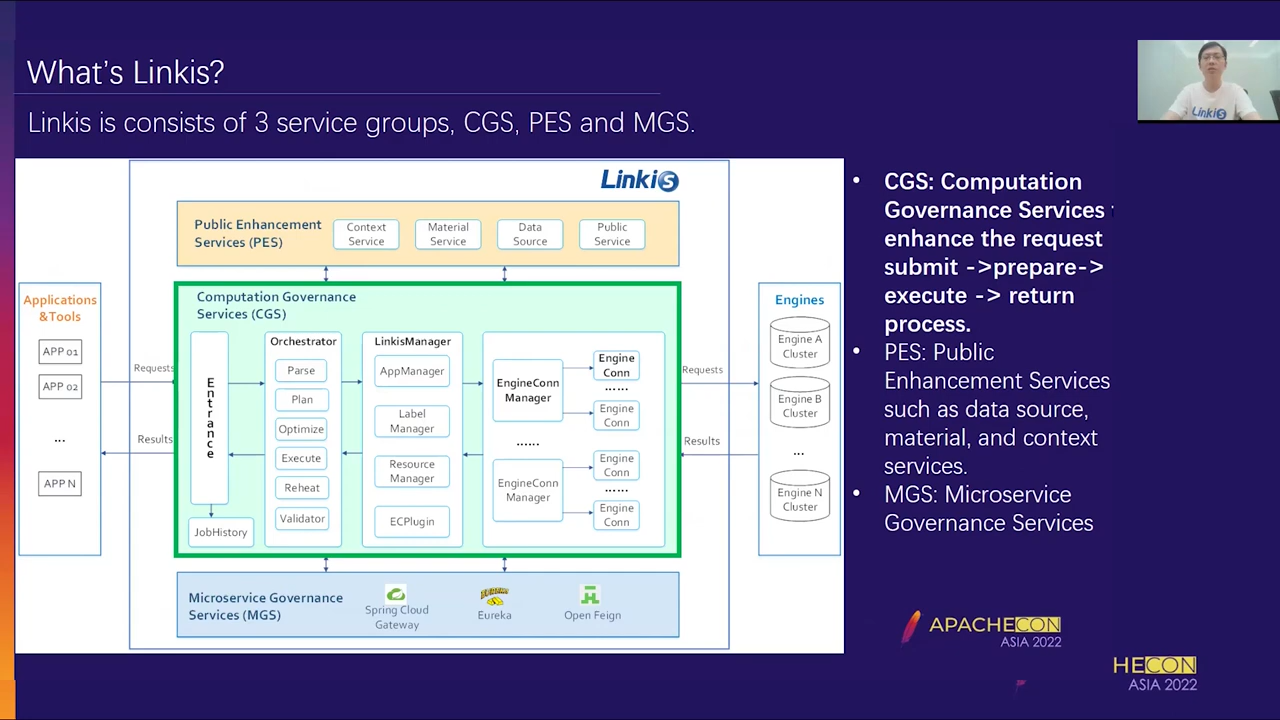 What's Linkis?
Linkis is consists of 3 service groups, CGS, PES and MGS.
Linkis
Linkis
Public Enhancement
Services (PES)
Context
Service
Material
Service
Data
Source
Public
Service
Applications
&Tools
APP 01
APP 02
...
APP N
Requests
Results
Computation Governance
Services (CGS)
Entrance
JobHistory
Orchestrator
Parse
Plan
Optimize
Execute
Reheat
Validator
LinkisManager
AppManager
Label
Manager
Resource
Manager
ECPlugin
EngineConn
Manager
......
EngineConn
Manager
Engine
Conn
......
Engine
Conn
Engine
Conn
......
Engine
Conn
Requests
Results
Engines
Engine A
Cluster
Engine B
Cluster
...
Engine N
Cluster
Microservice Governance
Services (MGS)
Spring Cloud
Gateway
Eureka
Open Feign
• CGS: Computation
Governance Services
enhance the request
submit ->prepare->
execute -> return
process.
• PES: Public
Enhancement Services
such as data source,
material, and context
services.
• MGS: Microservice
Governance Services
APACHECON
ASIA 2022
HECON
ASIA 2022